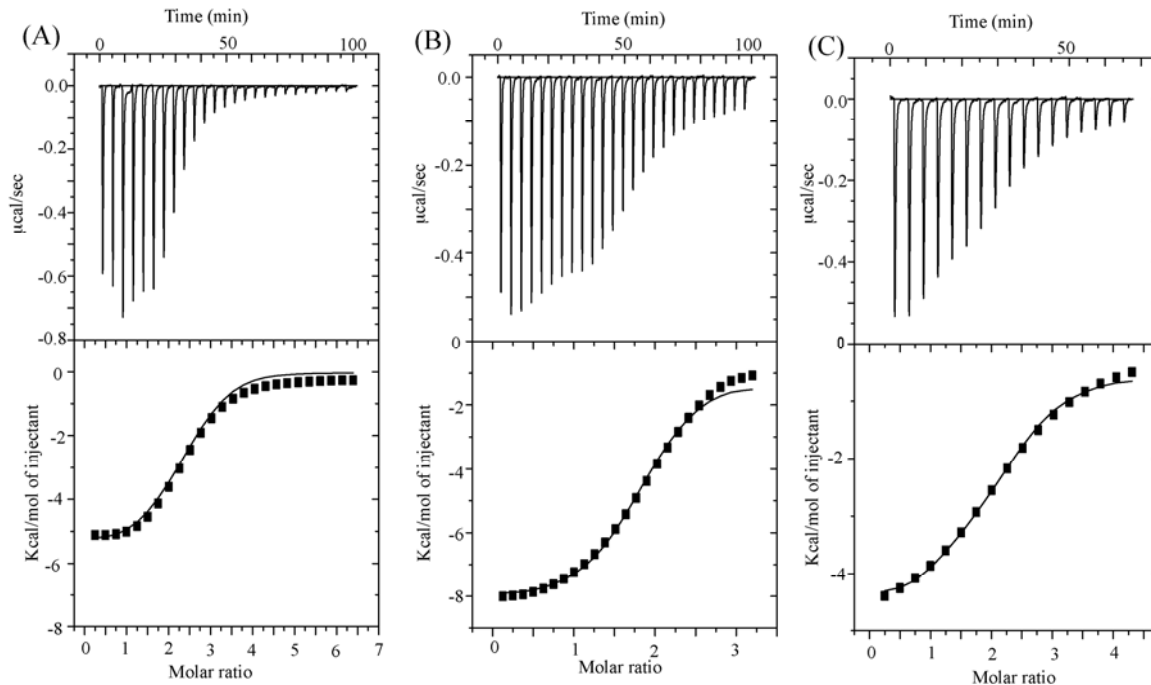 Time (min)
0 50 100
(A)
0.0
-0.2
-0.4
-0.6
-0.8
µcal/sec
0
-2
-4
-6
-8
Kcal/mol of injectant
0 1 2 3 4 5 6 7
Molar ratio
Time (min)
0 50 100
(B)
0.0
-0.2
-0.4
0
µcal/sec
-2
-4
-6
-8
Kcal/mol of injectant
0 1 2 3
Molar ratio
Time (min)
0 50
(C)
0.0
-0.2
-0.4
0
µcal/sec
-2
-4
Kcal/mol of injectant
0 1 2 3 4
Molar ratio